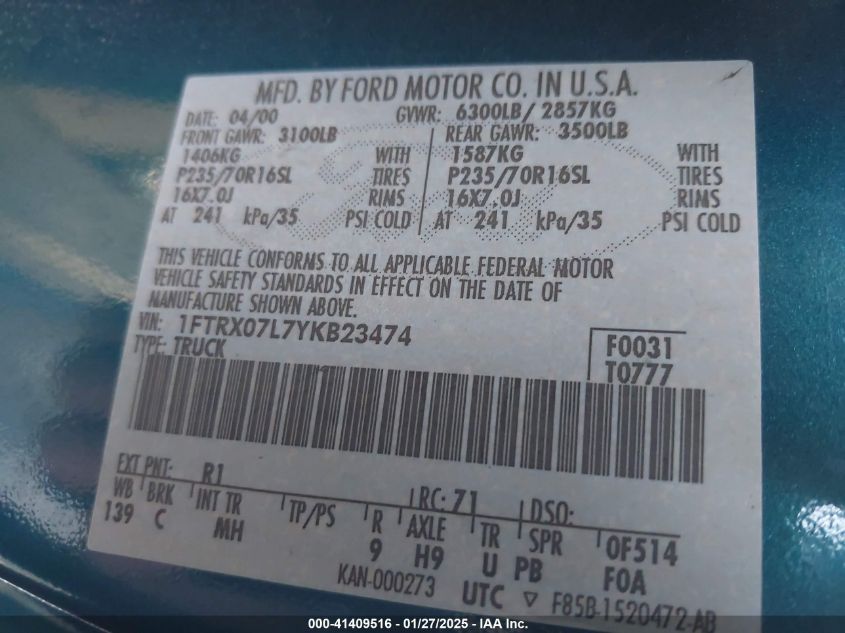 MFD. BY FORD MOTOR CO. IN U.S.A.
DATE: 04/00 GVWR: 6300LB/ 2857KG
FRONT GAWR: 3100LB REAR GAWR: 3500LB
1406KG WITH 1587KG WITH
P235/70R16SL TIRES P235/70R16SL TIRES
16X7.0J RIMS 16X7.0J RIMS
AT 241 kPa/35 PSI COLD AT 241 kPa/35 PSI COLD
THIS VEHICLE CONFORMS TO ALL APPLICABLE FEDERAL MOTOR
VEHICLE SAFETY STANDARDS IN EFFECT ON THE DATE OF
MANUFACTURE SHOWN ABOVE.
VIN: 1FTRX07L7YKB23474 F0031
TYPE: TRUCK T0777
EXT PNT: R1 RC: 71 DSO:
WB BRK INT TR TP/PS R AXLE TR SPR 0F514
139 C MH 9 H9 U PB F0A
KAN-000273 UTC ▽ F85B-1520472-AB
000-41409516 - 01/27/2025 - IAA Inc.